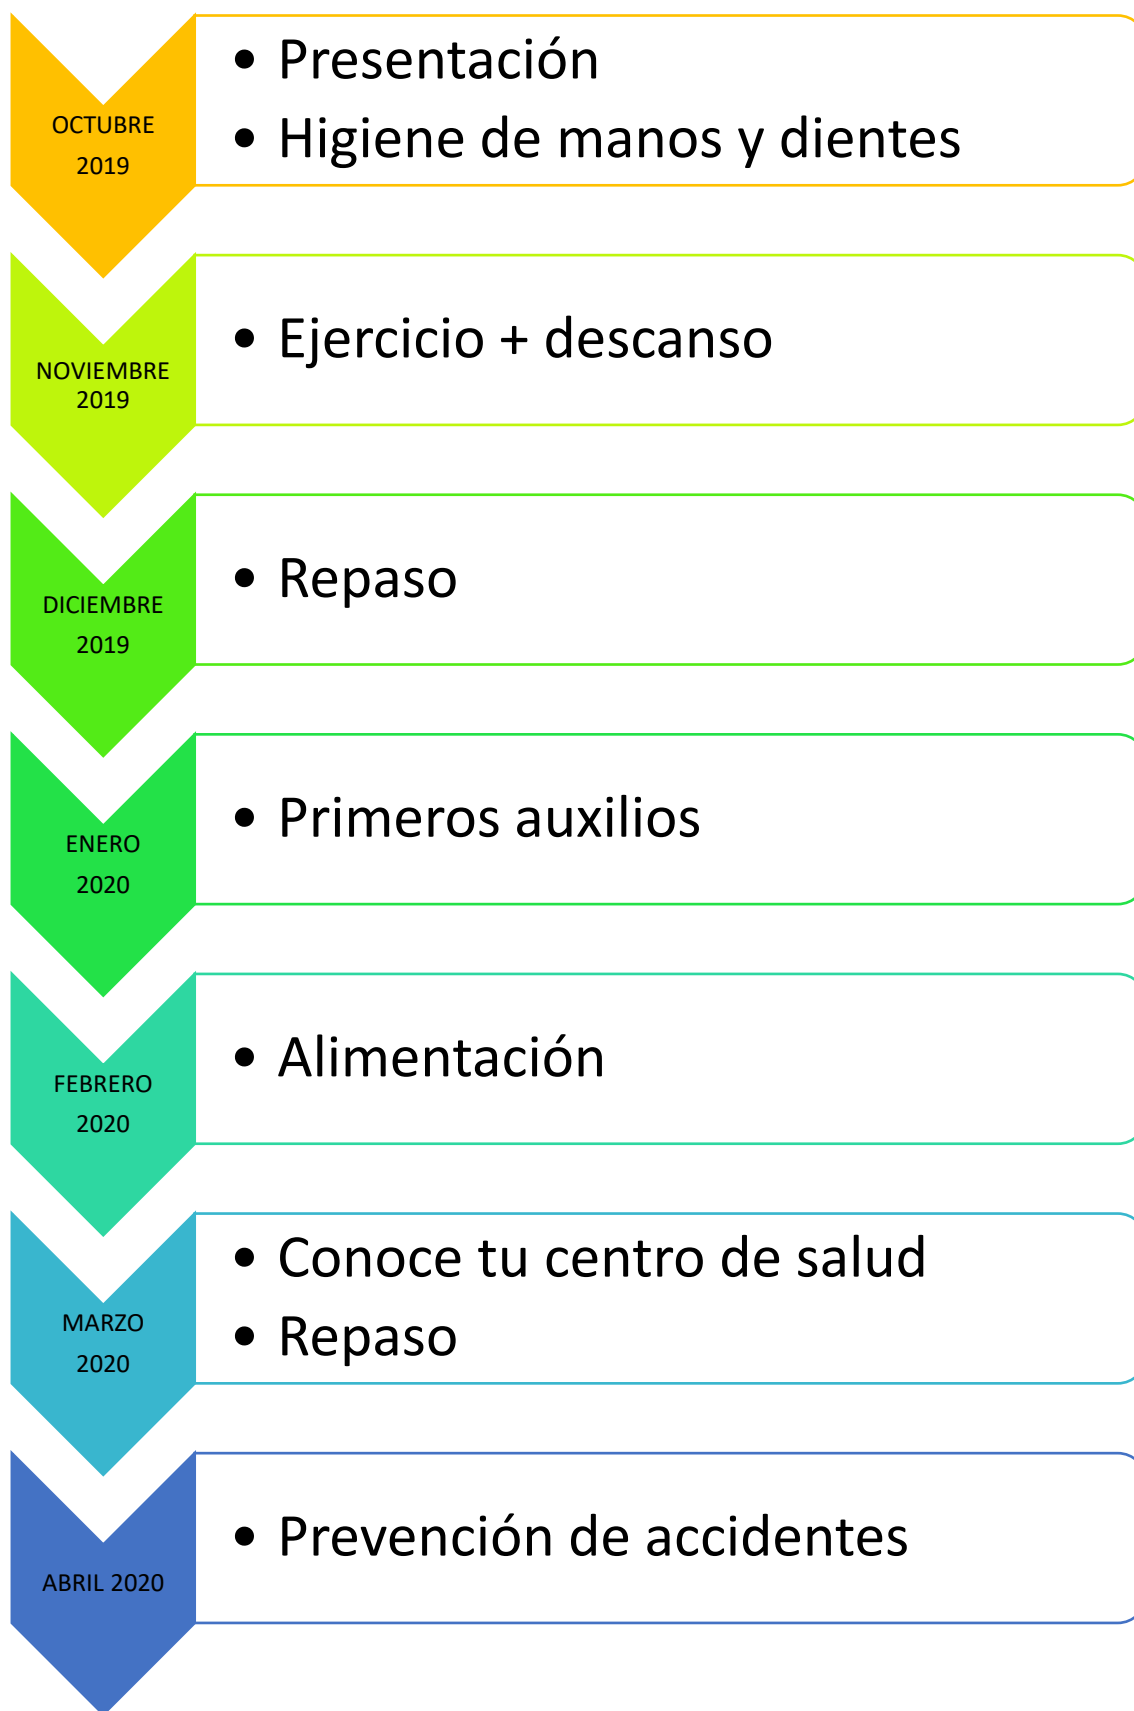 OCTUBRE
2019
• Presentación
• Higiene de manos y dientes
NOVIEMBRE
2019
• Ejercicio + descanso
DICIEMBRE
2019
• Repaso
ENERO
2020
• Primeros auxilios
FEBRERO
2020
• Alimentación
MARZO
2020
• Conoce tu centro de salud
• Repaso
ABRIL 2020
• Prevención de accidentes